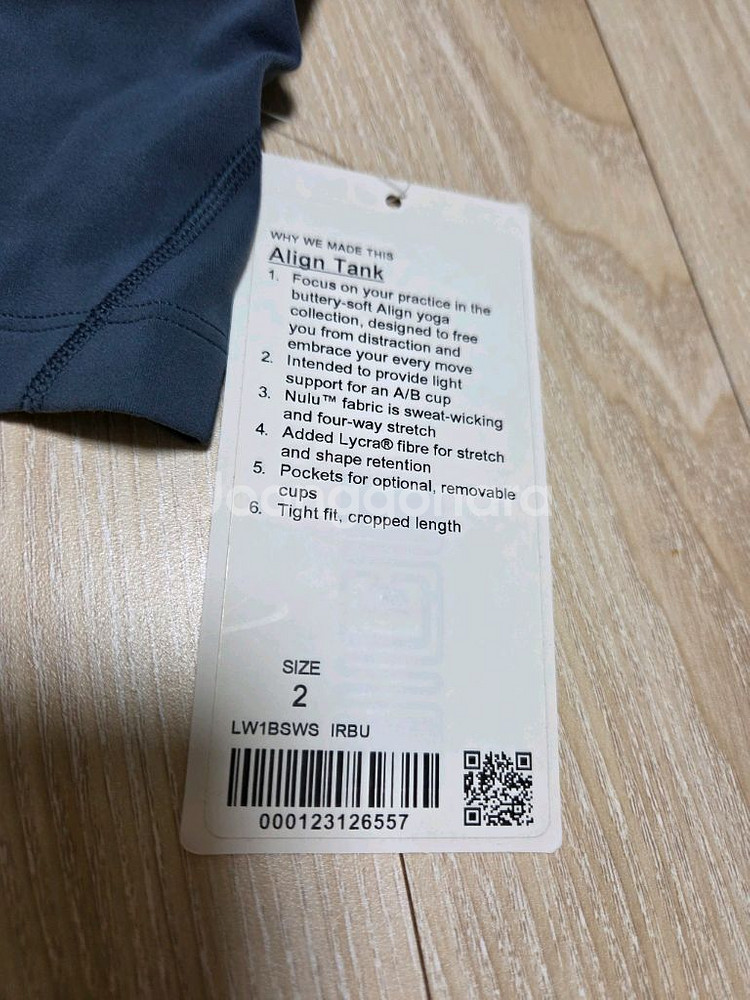 WHY WE MADE THIS
Align Tank
1. Focus on your practice in the
buttery-soft Align yoga
collection, designed to free
you from distraction and
embrace your every move
2. Intended to provide light
support for an A/B cup
3. Nulu™ fabric is sweat-wicking
and four-way stretch
4. Added Lycra® fibre for stretch
and shape retention
5. Pockets for optional, removable
cups
6. Tight fit, cropped length
Joonggonara
SIZE
2
LW1BSWS IRBU
000123126557